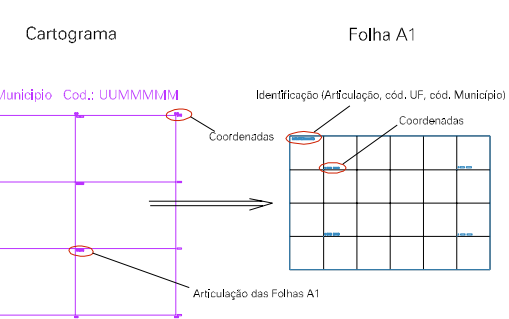 Cartograma
Folha A1
Municipio Cod.: UUMMMMM
Identificação (Articulação, cód. UF, cód. Município)
Coordenadas
Coordenadas
Articulação das Folhas A1